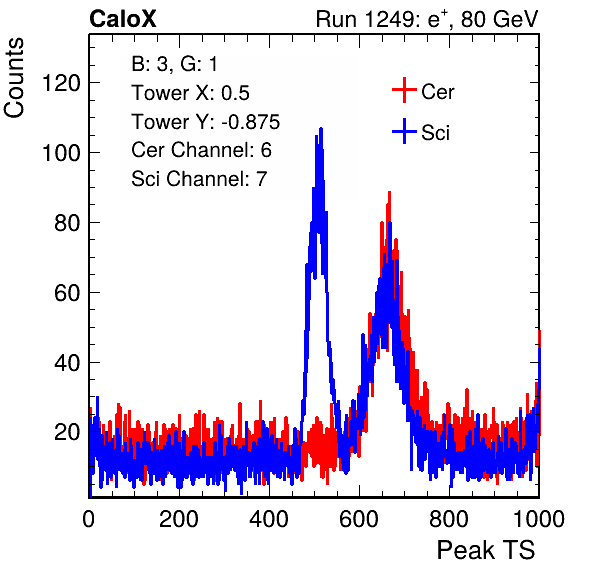 CaloX Run 1249: e⁺, 80 GeV
Counts
B: 3, G: 1
Tower X: 0.5
Tower Y: -0.875
Cer Channel: 6
Sci Channel: 7
Cer
Sci
120
100
80
60
40
20
0 200 400 600 800 1000
Peak TS